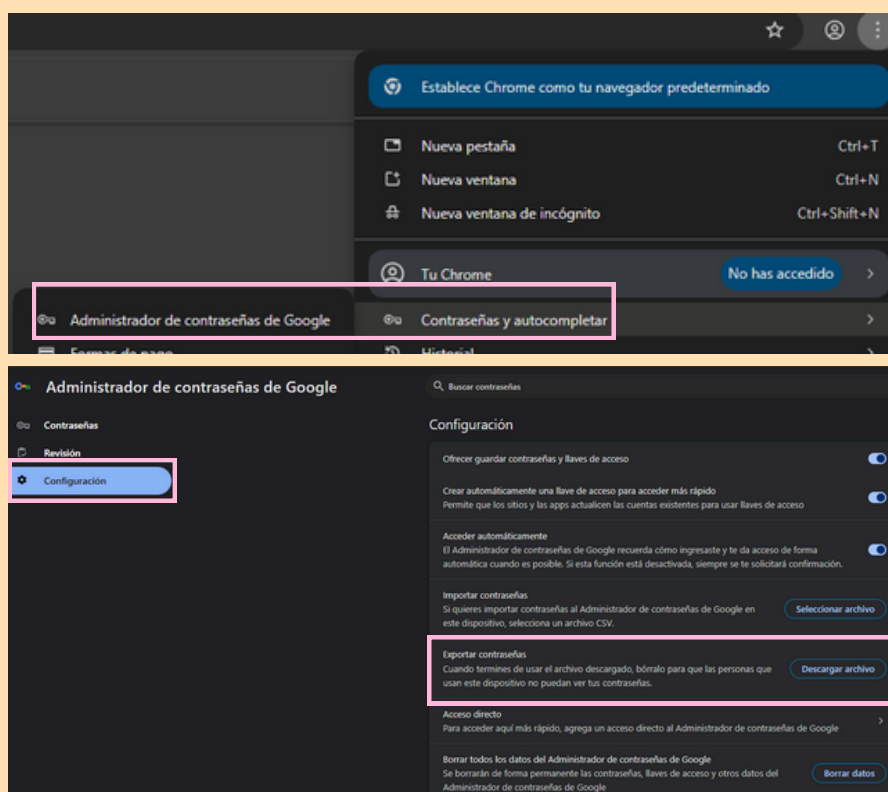 Establece Chrome como tu navegador predeterminado
Nueva pestaña Ctrl+T
Nueva ventana Ctrl+N
Nueva ventana de incógnito Ctrl+Shift+N
Tu Chrome No has accedido
Administrador de contraseñas de Google Contraseñas y autocompletar
Formas de pago Historial
Administrador de contraseñas de Google
Buscar contraseñas
Contraseñas
Revisión
Configuración
Configuración
Ofrecer guardar contraseñas y llaves de acceso
Crear automáticamente una llave de acceso para acceder más rápido
Permite que los sitios y las apps actualicen las cuentas existentes para usar llaves de acceso
Acceder automáticamente
El Administrador de contraseñas de Google recuerda cómo ingresaste y te da acceso de forma
automática cuando es posible. Si esta función está desactivada, siempre se te solicitará confirmación.
Importar contraseñas
Si quieres importar contraseñas al Administrador de contraseñas de Google en
este dispositivo, selecciona un archivo CSV.
Seleccionar archivo
Exportar contraseñas
Cuando termines de usar el archivo descargado, bórralo para que las personas que
usan este dispositivo no puedan ver tus contraseñas.
Descargar archivo
Acceso directo
Para acceder aquí más rápido, agrega un acceso directo al Administrador de contraseñas de Google
Borrar todos los datos del Administrador de contraseñas de Google
Se borrarán de forma permanente las contraseñas, llaves de acceso y otros datos del
Administrador de contraseñas de Google
Borrar datos